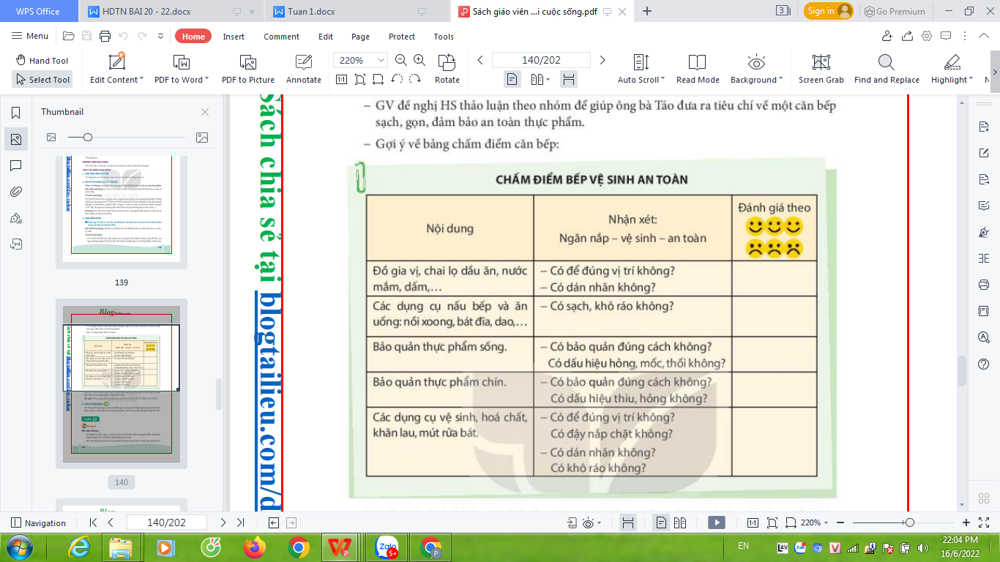 WPS Office
HDTN BAI 20 - 22.docx
Tuan 1.docx
Sách giáo viên ...i cuộc sống.pdf
3
Sign in
Go Premium
Menu
Home
Insert
Comment
Edit
Page
Protect
Tools
Hand Tool
Select Tool
Edit Content
PDF to Word
PDF to Picture
Annotate
220%
1:1
Rotate
140/202
Auto Scroll
Read Mode
Background
Screen Grab
Find and Replace
Highlight
Thumbnail
139
140
Sách chia sẻ tại blogtailieu.com/d
– GV đề nghị HS thảo luận theo nhóm để giúp ông bà Táo đưa ra tiêu chí về một căn bếp
sạch, gọn, đảm bảo an toàn thực phẩm.
– Gợi ý về bảng chấm điểm căn bếp:
CHẤM ĐIỂM BẾP VỆ SINH AN TOÀN
Nội dung
Nhận xét:
Ngăn nắp – vệ sinh – an toàn
Đánh giá theo
Đồ gia vị, chai lọ dầu ăn, nước
mắm, dấm,…
– Có để đúng vị trí không?
– Có dán nhãn không?
Các dụng cụ nấu bếp và ăn
uống: nồi xoong, bát đĩa, dao,…
– Có sạch, khô ráo không?
Bảo quản thực phẩm sống.
– Có bảo quản đúng cách không?
Có dấu hiệu hỏng, mốc, thối không?
Bảo quản thực phẩm chín.
– Có bảo quản đúng cách không?
Có dấu hiệu thiu, hỏng không?
Các dụng cụ vệ sinh, hoá chất,
khăn lau, mút rửa bát.
– Có để đúng vị trí không?
Có đậy nắp chặt không?
– Có dán nhãn không?
Có khô ráo không?
Navigation
140/202
1:1
220%
Zalo
5+
EN
22:04 PM
16/6/2022